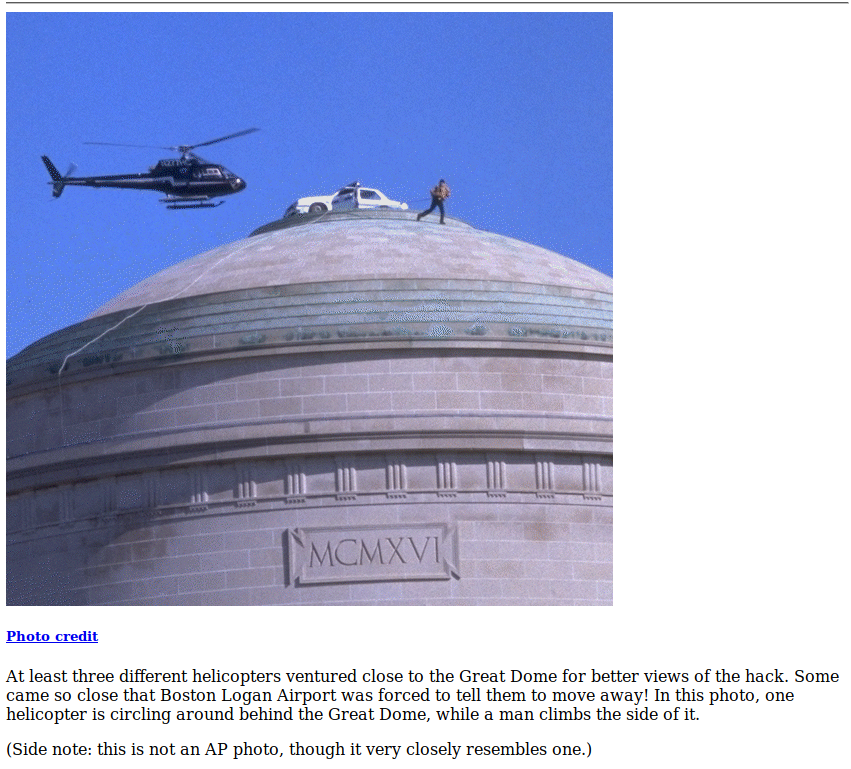 MCMXVI
Photo credit
At least three different helicopters ventured close to the Great Dome for better views of the hack. Some
came so close that Boston Logan Airport was forced to tell them to move away! In this photo, one
helicopter is circling around behind the Great Dome, while a man climbs the side of it.
(Side note: this is not an AP photo, though it very closely resembles one.)